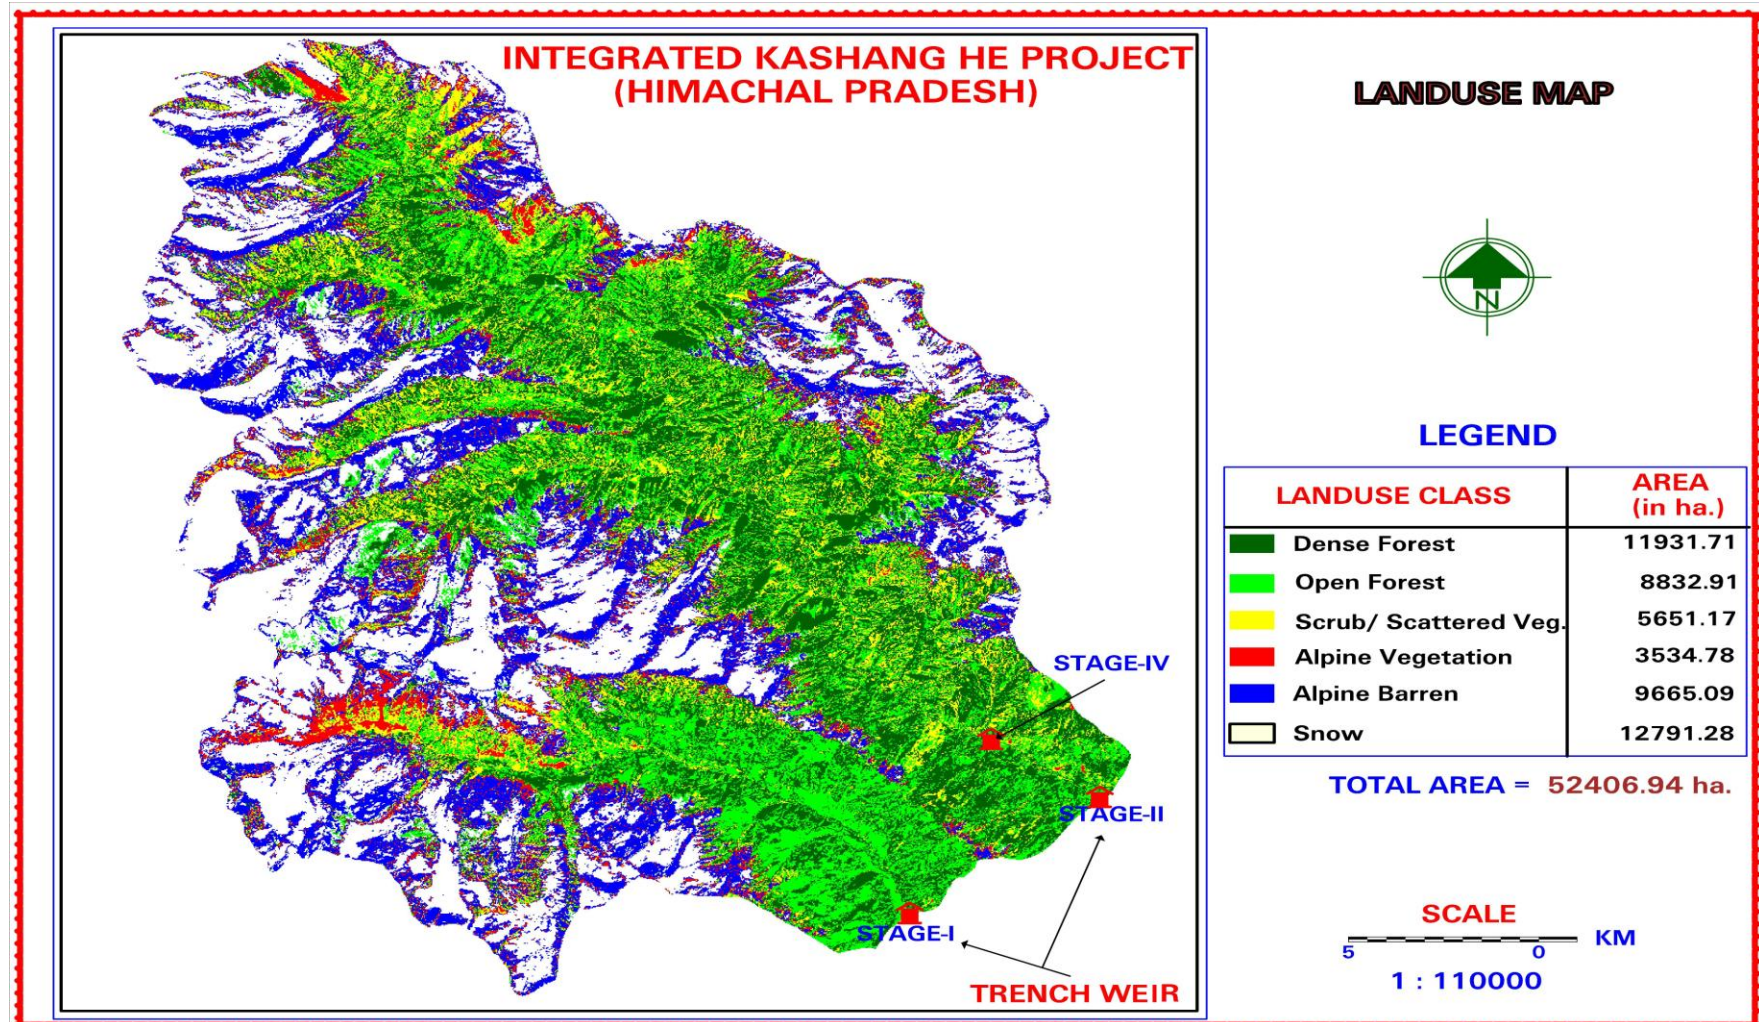 INTEGRATED KASHANG HE PROJECT
(HIMACHAL PRADESH)
STAGE-IV
STAGE-II
STAGE-I
TRENCH WEIR
LANDUSE MAP
N
LEGEND
LANDUSE CLASS AREA (in ha.)
Dense Forest 11931.71
Open Forest 8832.91
Scrub/ Scattered Veg. 5651.17
Alpine Vegetation 3534.78
Alpine Barren 9665.09
Snow 12791.28
TOTAL AREA = 52406.94 ha.
SCALE
5 0 KM
1 : 110000